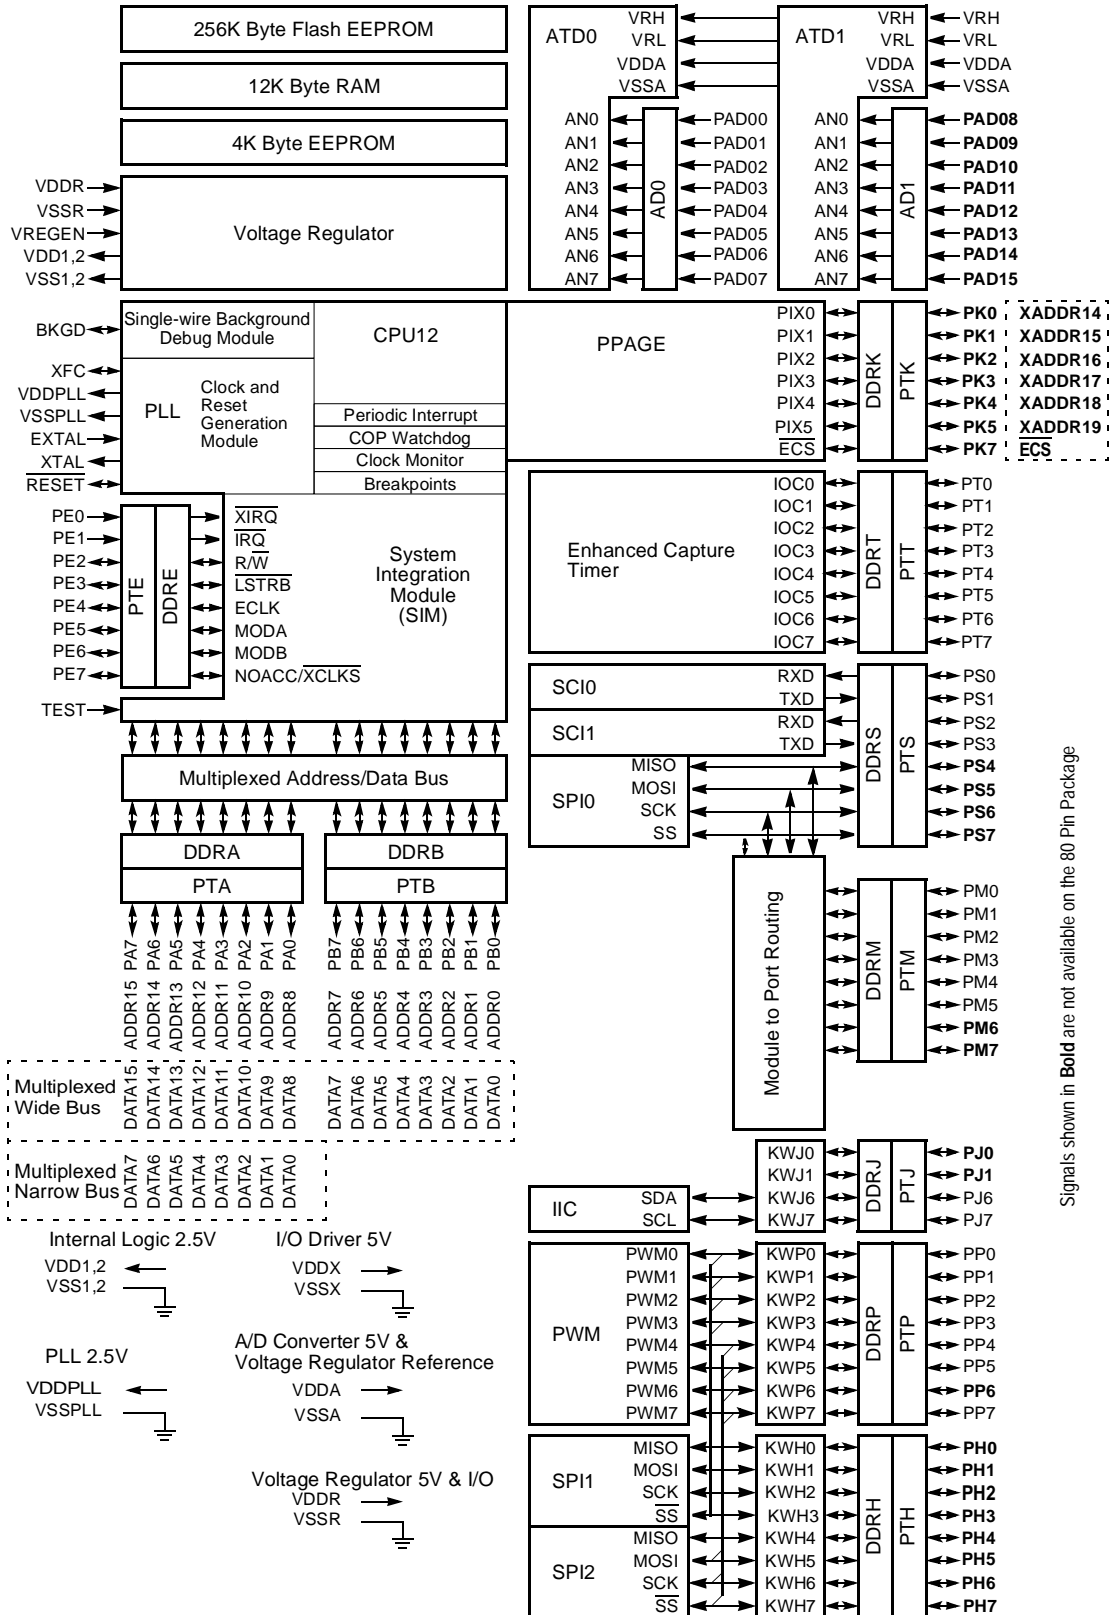 256K Byte Flash EEPROM
12K Byte RAM
4K Byte EEPROM
VDDR
VSSR
VREGEN
VDD1,2
VSS1,2
Voltage Regulator
ATD0
VRH
VRL
VDDA
VSSA
AN0
AN1
AN2
AN3
AN4
AN5
AN6
AN7
AD0
PAD00
PAD01
PAD02
PAD03
PAD04
PAD05
PAD06
PAD07
ATD1
VRH
VRL
VDDA
VSSA
VRH
VRL
VDDA
VSSA
AN0
AN1
AN2
AN3
AN4
AN5
AN6
AN7
AD1
PAD08
PAD09
PAD10
PAD11
PAD12
PAD13
PAD14
PAD15
BKGD
XFC
VDDPLL
VSSPLL
EXTAL
XTAL
RESET
Single-wire Background
Debug Module
CPU12
PLL
Clock and
Reset
Generation
Module
Periodic Interrupt
COP Watchdog
Clock Monitor
Breakpoints
PPAGE
PIX0
PIX1
PIX2
PIX3
PIX4
PIX5
ECS
DDRK
PTK
PK0 XADDR14
PK1 XADDR15
PK2 XADDR16
PK3 XADDR17
PK4 XADDR18
PK5 XADDR19
PK7 ECS
PE0
PE1
PE2
PE3
PE4
PE5
PE6
PE7
TEST
PTE
DDRE
XIRQ
IRQ
R/W
LSTRB
ECLK
MODA
MODB
NOACC/XCLKS
System
Integration
Module
(SIM)
Enhanced Capture
Timer
IOC0
IOC1
IOC2
IOC3
IOC4
IOC5
IOC6
IOC7
DDRT
PTT
PT0
PT1
PT2
PT3
PT4
PT5
PT6
PT7
SCI0
RXD
TXD
SCI1
RXD
TXD
SPI0
MISO
MOSI
SCK
SS
DDRS
PTS
PS0
PS1
PS2
PS3
PS4
PS5
PS6
PS7
Multiplexed Address/Data Bus
DDRA
PTA
DDRB
PTB
PA7
PA6
PA5
PA4
PA3
PA2
PA1
PA0
PB7
PB6
PB5
PB4
PB3
PB2
PB1
PB0
ADDR15
ADDR14
ADDR13
ADDR12
ADDR11
ADDR10
ADDR9
ADDR8
ADDR7
ADDR6
ADDR5
ADDR4
ADDR3
ADDR2
ADDR1
ADDR0
Multiplexed
Wide Bus
DATA15
DATA14
DATA13
DATA12
DATA11
DATA10
DATA9
DATA8
DATA7
DATA6
DATA5
DATA4
DATA3
DATA2
DATA1
DATA0
Multiplexed
Narrow Bus
DATA7
DATA6
DATA5
DATA4
DATA3
DATA2
DATA1
DATA0
Module to Port Routing
DDRM
PTM
PM0
PM1
PM2
PM3
PM4
PM5
PM6
PM7
Signals shown in Bold are not available on the 80 Pin Package
KWJ0
KWJ1
KWJ6
KWJ7
DDRJ
PTJ
PJ0
PJ1
PJ6
PJ7
IIC
SDA
SCL
Internal Logic 2.5V
VDD1,2
VSS1,2
I/O Driver 5V
VDDX
VSSX
PLL 2.5V
VDDPLL
VSSPLL
A/D Converter 5V &
Voltage Regulator Reference
VDDA
VSSA
Voltage Regulator 5V & I/O
VDDR
VSSR
PWM
PWM0
PWM1
PWM2
PWM3
PWM4
PWM5
PWM6
PWM7
KWP0
KWP1
KWP2
KWP3
KWP4
KWP5
KWP6
KWP7
DDRP
PTP
PP0
PP1
PP2
PP3
PP4
PP5
PP6
PP7
SPI1
MISO
MOSI
SCK
SS
SPI2
MISO
MOSI
SCK
SS
KWH0
KWH1
KWH2
KWH3
KWH4
KWH5
KWH6
KWH7
DDRH
PTH
PH0
PH1
PH2
PH3
PH4
PH5
PH6
PH7